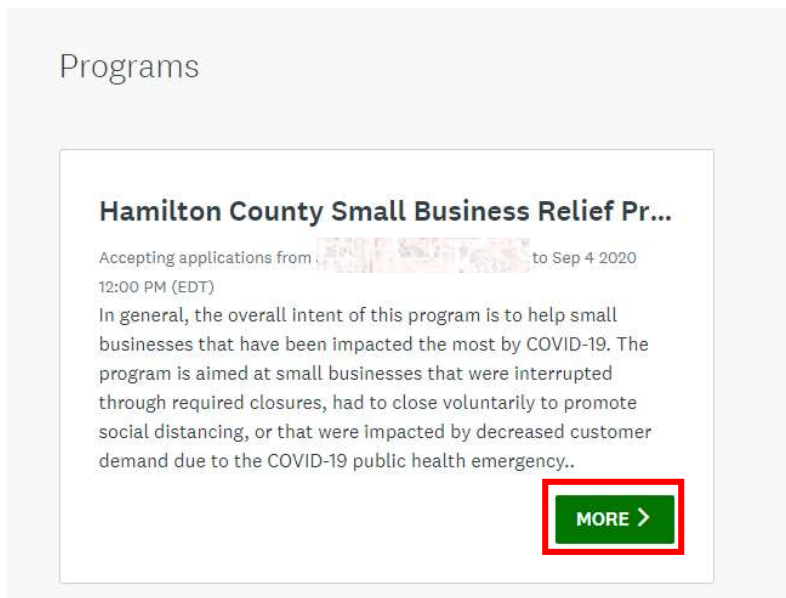 Programs
Hamilton County Small Business Relief Pr...
Accepting applications from to Sep 4 2020
12:00 PM (EDT)
In general, the overall intent of this program is to help small
businesses that have been impacted the most by COVID-19. The
program is aimed at small businesses that were interrupted
through required closures, had to close voluntarily to promote
social distancing, or that were impacted by decreased customer
demand due to the COVID-19 public health emergency..
MORE >